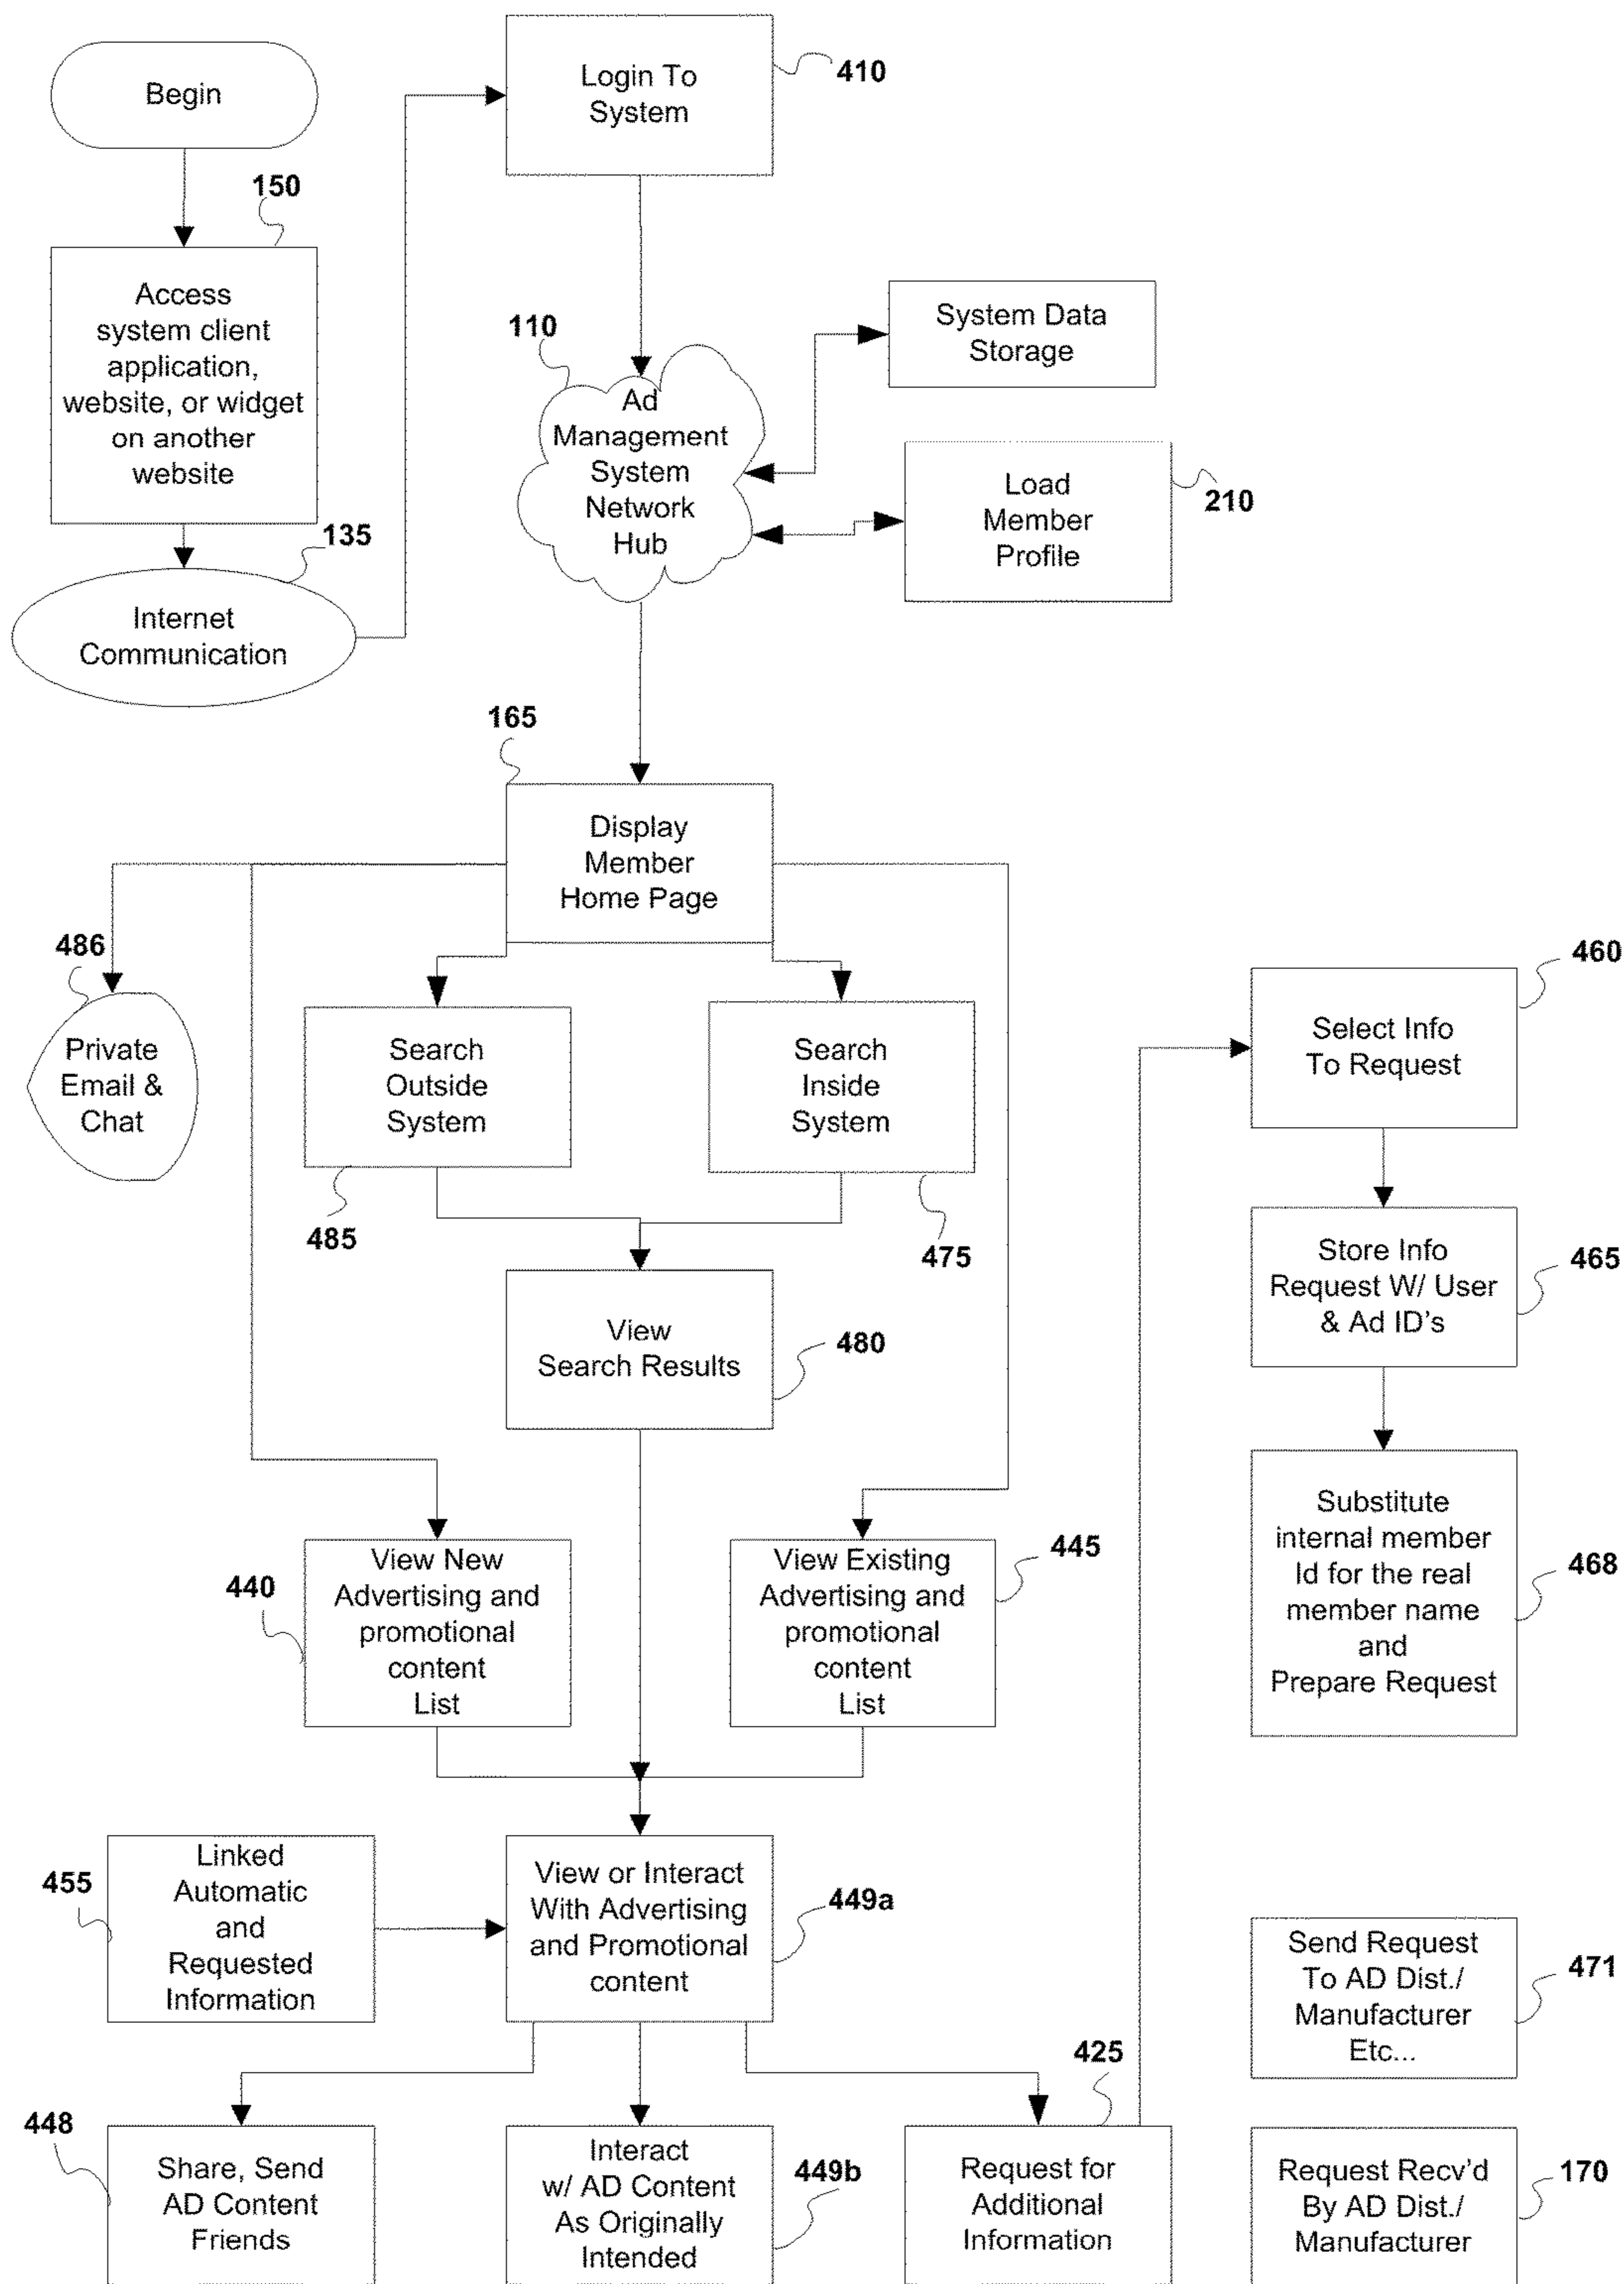 Begin
150
Access
system client
application,
website, or widget
on another
website
135
Internet
Communication
Login To
System
410
110
Ad
Management
System
Network
Hub
System Data
Storage
Load
Member
Profile
210
165
Display
Member
Home Page
486
Private
Email &
Chat
Search
Outside
System
485
Search
Inside
System
475
View
Search Results
480
440
View New
Advertising and
promotional
content
List
View Existing
Advertising and
promotional
content
List
445
455
Linked
Automatic
and
Requested
Information
View or Interact
With Advertising
and Promotional
content
449a
448
Share, Send
AD Content
Friends
Interact
w/ AD Content
As Originally
Intended
449b
425
Request for
Additional
Information
Select Info
To Request
460
Store Info
Request W/ User
& Ad ID's
465
Substitute
internal member
Id for the real
member name
and
Prepare Request
468
Send Request
To AD Dist./
Manufacturer
Etc...
471
Request Recv'd
By AD Dist./
Manufacturer
170